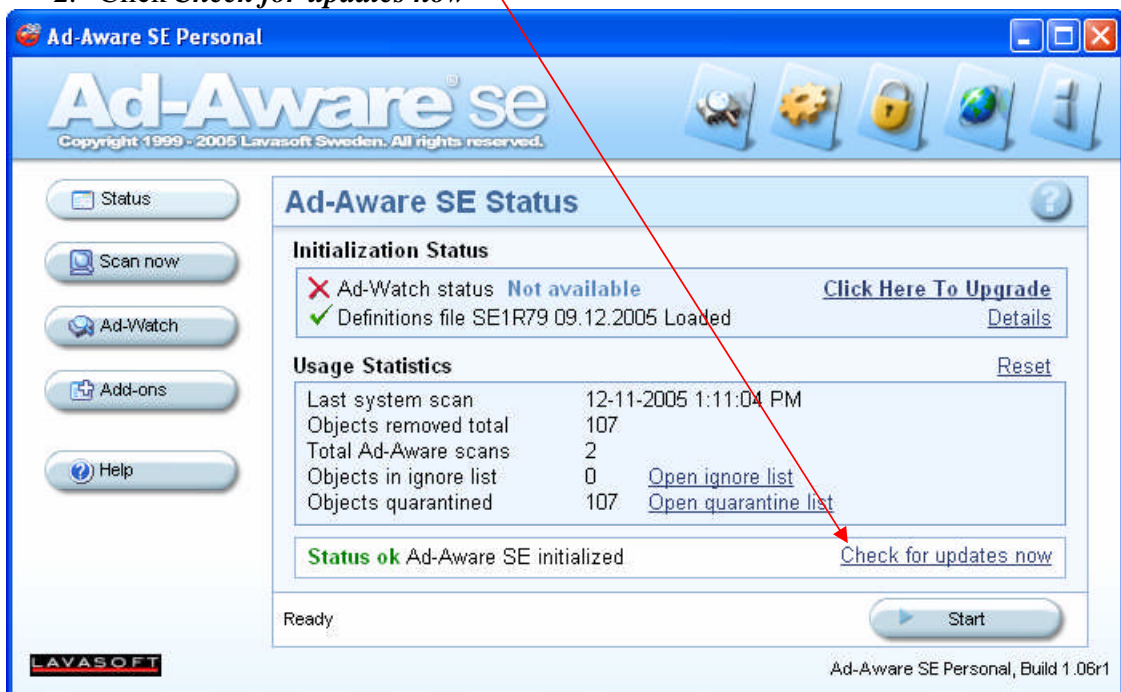 2. Click Check for updates now
Ad-Aware SE Personal
Ad-Aware® se
Copyright 1999 - 2005 Lavasoft Sweden. All rights reserved.
Status
Scan now
Ad-Watch
Add-ons
Help
Ad-Aware SE Status
?
Initialization Status
Ad-Watch status Not available Click Here To Upgrade
Definitions file SE1R79 09.12.2005 Loaded Details
Usage Statistics Reset
Last system scan 12-11-2005 1:11:04 PM
Objects removed total 107
Total Ad-Aware scans 2
Objects in ignore list 0 Open ignore list
Objects quarantined 107 Open quarantine list
Status ok Ad-Aware SE initialized Check for updates now
Ready Start
LAVASOFT
Ad-Aware SE Personal, Build 1.06r1